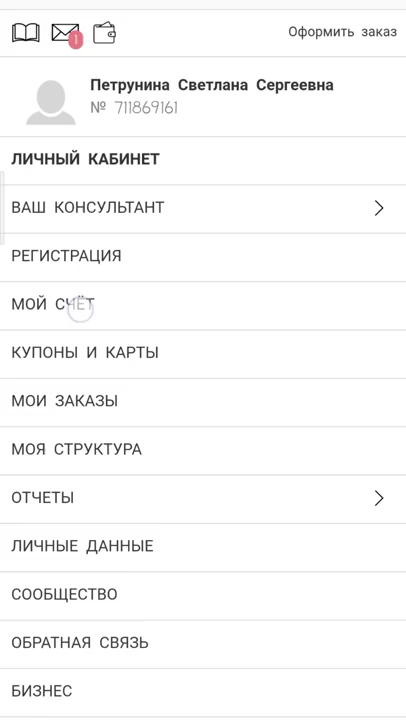 Оформить заказ
1
Петрунина Светлана Сергеевна
№ 711869161
ЛИЧНЫЙ КАБИНЕТ
ВАШ КОНСУЛЬТАНТ
РЕГИСТРАЦИЯ
МОЙ СЧЁТ
КУПОНЫ И КАРТЫ
МОИ ЗАКАЗЫ
МОЯ СТРУКТУРА
ОТЧЕТЫ
ЛИЧНЫЕ ДАННЫЕ
СООБЩЕСТВО
ОБРАТНАЯ СВЯЗЬ
БИЗНЕС